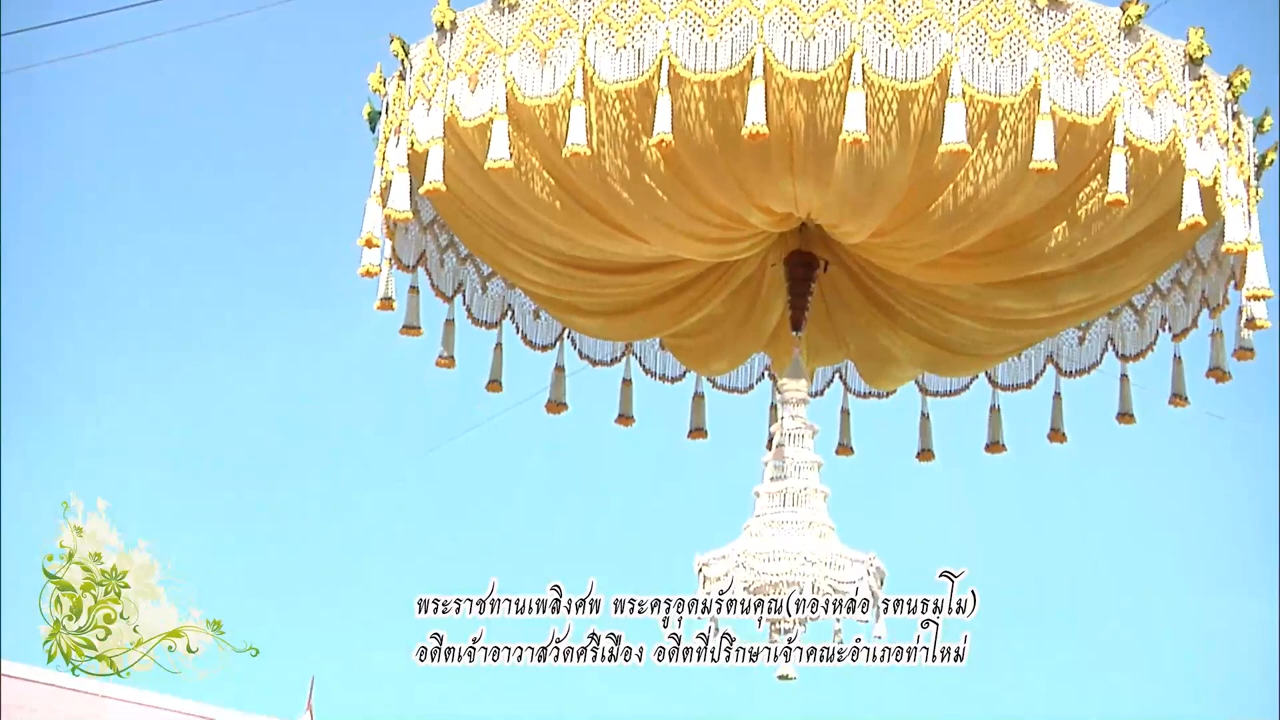 พระราชทานเพลิงศพ พระครูอุดมรัตนคุณ(ทองหล่อ รตนธมฺโม)
อดีตเจ้าอาวาสวัดศรีเมือง อดีตที่ปรึกษาเจ้าคณะอำเภอท่าใหม่